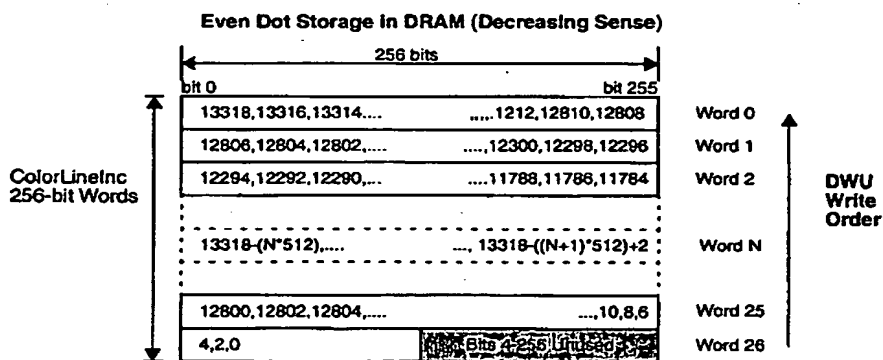 Even Dot Storage in DRAM (Decreasing Sense)
256 bits
bit 0 bit 255
13318,13316,13314.... ,,...1212,12810,12808 Word 0
12806,12804,12802,... ....,12300,12298,12296 Word 1
12294,12292,12290,... ....11788,11786,11784 Word 2
ColorLineInc
256-bit Words
DWU
Write
Order
13318-(N*512),.... ..., 13318-((N+1)*512)+2 Word N
12800,12802,12804,.... ...,10,8,6 Word 25
4,2,0 Bits 4-256 Unused Word 26